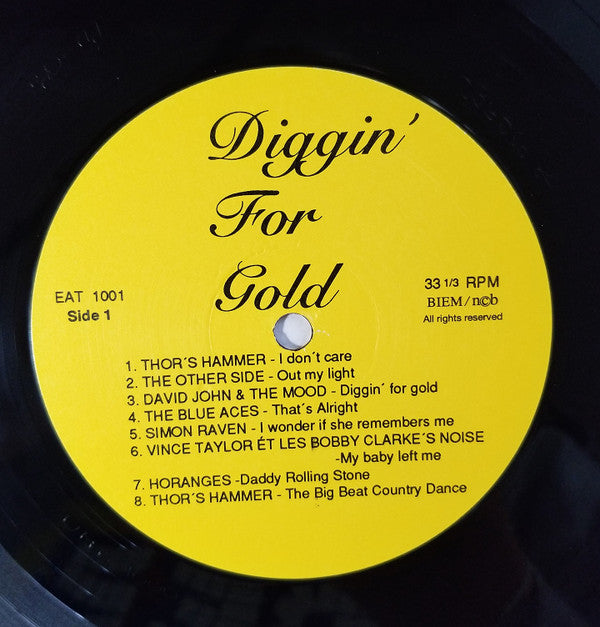 Diggin'
For
Gold
EAT 1001
Side 1
33 1/3 RPM
BIEM/n©b
All rights reserved
1. THOR´S HAMMER - I don´t care
2. THE OTHER SIDE - Out my light
3. DAVID JOHN & THE MOOD - Diggin´ for gold
4. THE BLUE ACES - That´s Alright
5. SIMON RAVEN - I wonder if she remembers me
6. VINCE TAYLOR ÉT LES BOBBY CLARKE´S NOISE
-My baby left me
7. HORANGES -Daddy Rolling Stone
8. THOR´S HAMMER - The Big Beat Country Dance